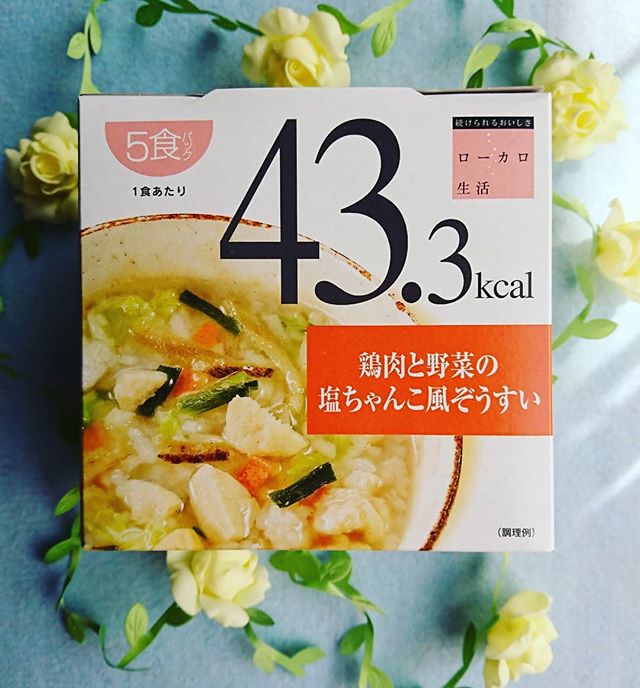 5食パック
1食あたり
43.3kcal
続けられるおいしさ
ローカロ
生活
鶏肉と野菜の
塩ちゃんこ風ぞうすい
(調理例)